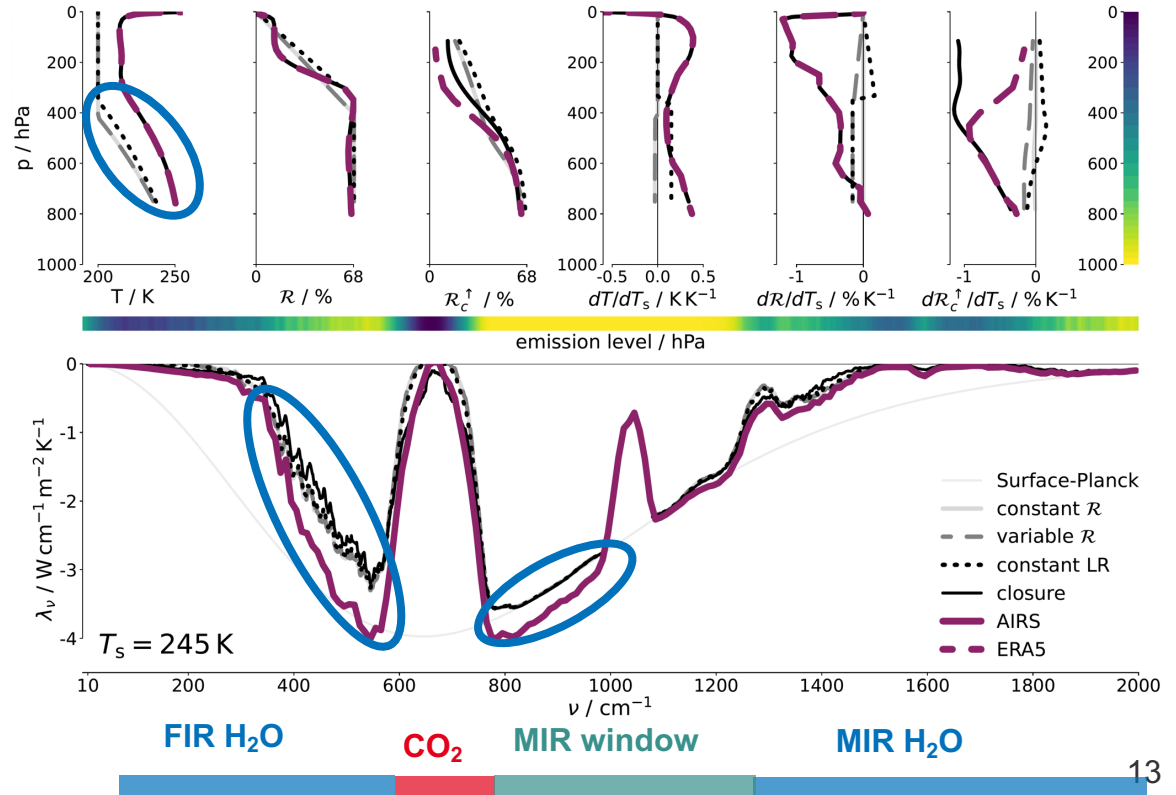 0
200
400
600
800
1000
p / hPa
200 250
T / K
0 68
ℛ / %
0 68
ℛc↑ / %
-0.5 0.0 0.5
dT/dTs / K K⁻¹
-1 0
dℛ/dTs / % K⁻¹
-1 0
dℛc↑/dTs / % K⁻¹
0
200
400
600
800
1000
emission level / hPa
0
-1
-2
-3
-4
λν / W cm⁻¹ m⁻² K⁻¹
Ts = 245 K
Surface-Planck
constant ℛ
variable ℛ
constant LR
closure
AIRS
ERA5
10 200 400 600 800 1000 1200 1400 1600 1800 2000
ν / cm⁻¹
FIR H₂O CO₂ MIR window MIR H₂O
13